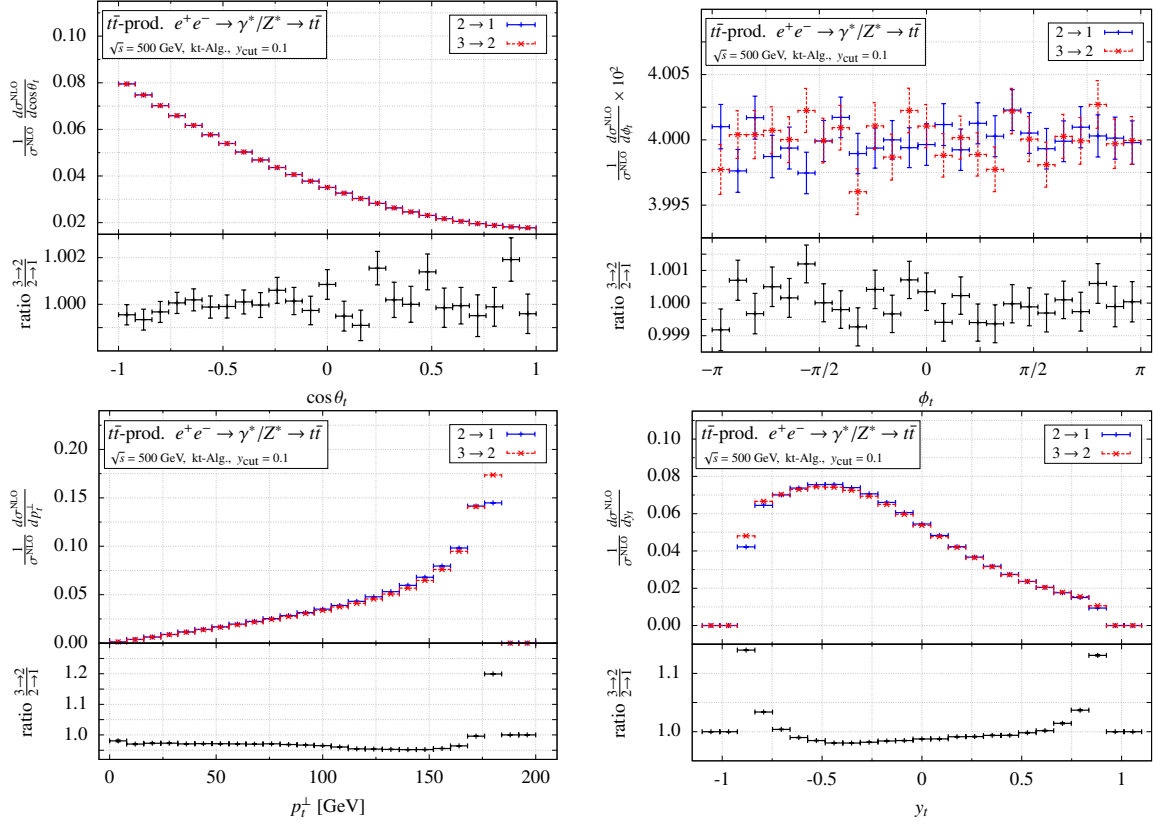 tt̄-prod. e⁺e⁻ → γ*/Z* → tt̄
√s = 500 GeV, kt-Alg., y_cut = 0.1
2 → 1
3 → 2
0.10
0.08
0.06
0.04
0.02
1/σ^NLO dσ^NLO/dcosθ_t
1.002
1.000
ratio 3→2/2→1
-1 -0.5 0 0.5 1
cos θ_t
tt̄-prod. e⁺e⁻ → γ*/Z* → tt̄
√s = 500 GeV, kt-Alg., y_cut = 0.1
2 → 1
3 → 2
4.005
4.000
3.995
1/σ^NLO dσ^NLO/dϕ_t × 10²
1.001
1.000
0.999
ratio 3→2/2→1
−π −π/2 0 π/2 π
ϕ_t
tt̄-prod. e⁺e⁻ → γ*/Z* → tt̄
√s = 500 GeV, kt-Alg., y_cut = 0.1
2 → 1
3 → 2
0.20
0.15
0.10
0.05
0.00
1/σ^NLO dσ^NLO/dp_t^⊥
1.2
1.1
1.0
ratio 3→2/2→1
0 50 100 150 200
p_t^⊥ [GeV]
tt̄-prod. e⁺e⁻ → γ*/Z* → tt̄
√s = 500 GeV, kt-Alg., y_cut = 0.1
2 → 1
3 → 2
0.10
0.08
0.06
0.04
0.02
0.00
1/σ^NLO dσ^NLO/dy_t
1.1
1.0
ratio 3→2/2→1
-1 -0.5 0 0.5 1
y_t